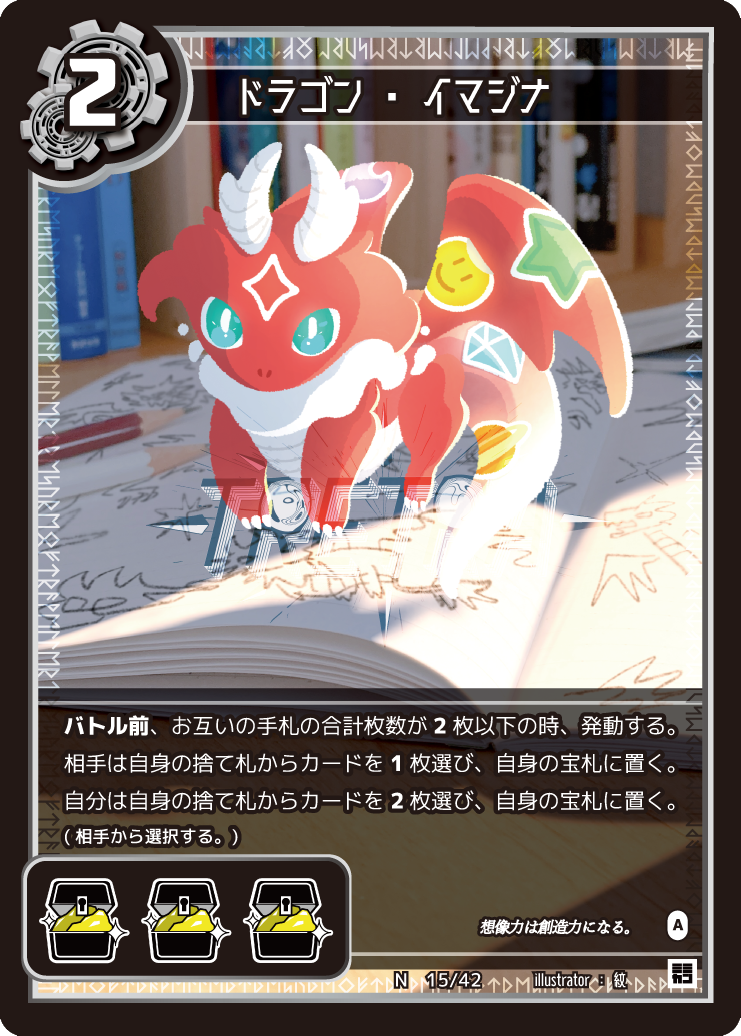 2
ドラゴン・イマジナ
バトル前、お互いの手札の合計枚数が2枚以下の時、発動する。
相手は自身の捨て札からカードを1枚選び、自身の宝札に置く。
自分は自身の捨て札からカードを2枚選び、自身の宝札に置く。
(相手から選択する。)
想像力は創造力になる。
A
N 15/42 illustrator : 紋